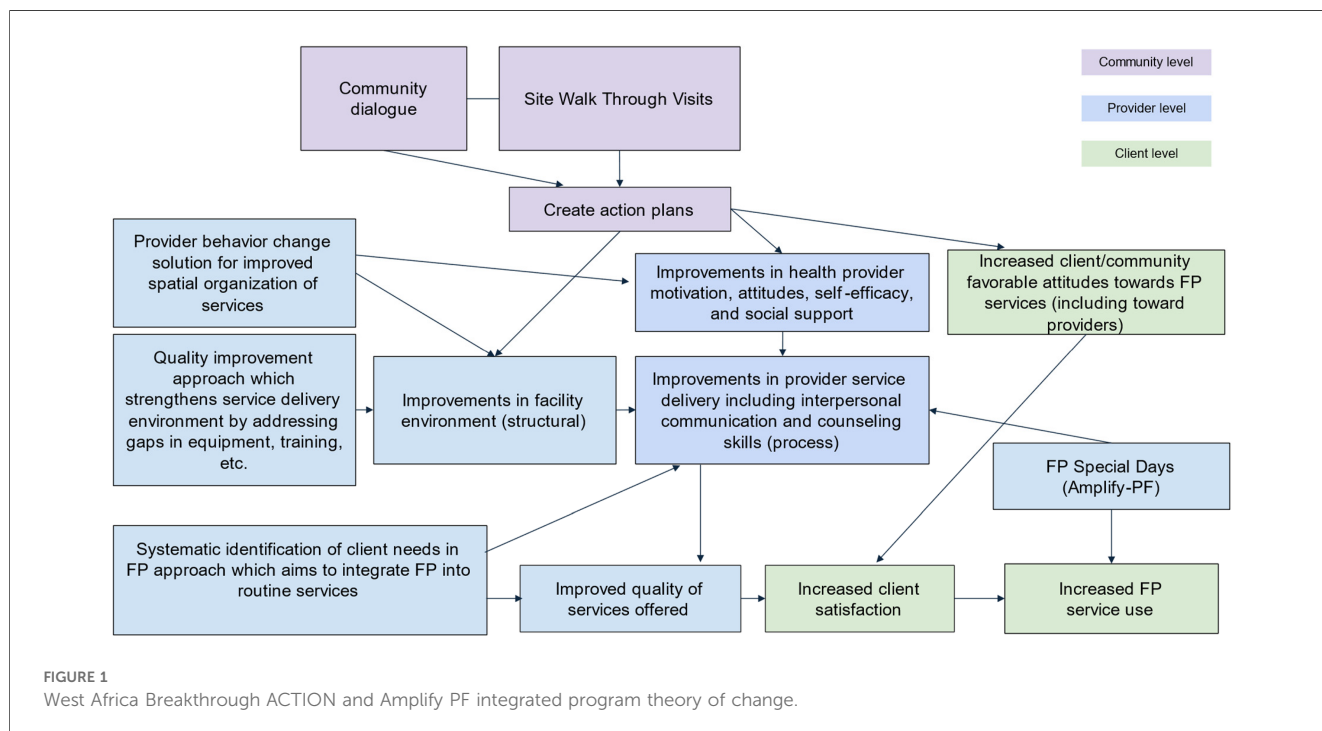 Community
dialogue
Site Walk Through Visits
Community level
Provider level
Client level
Create action plans
Provider behavior change
solution for improved
spatial organization of
services
Improvements in health provider
motivation, attitudes, self-efficacy,
and social support
Increased client/community
favorable attitudes towards FP
services (including toward
providers)
Quality improvement
approach which
strengthens service delivery
environment by addressing
gaps in equipment, training,
etc.
Improvements in facility
environment (structural)
Improvements in provider service
delivery including interpersonal
communication and counseling
skills (process)
FP Special Days
(Amplify-PF)
Systematic identification of client needs in
FP approach which aims to integrate FP into
routine services
Improved quality of
services offered
Increased client
satisfaction
Increased FP
service use
FIGURE 1
West Africa Breakthrough ACTION and Amplify PF integrated program theory of change.